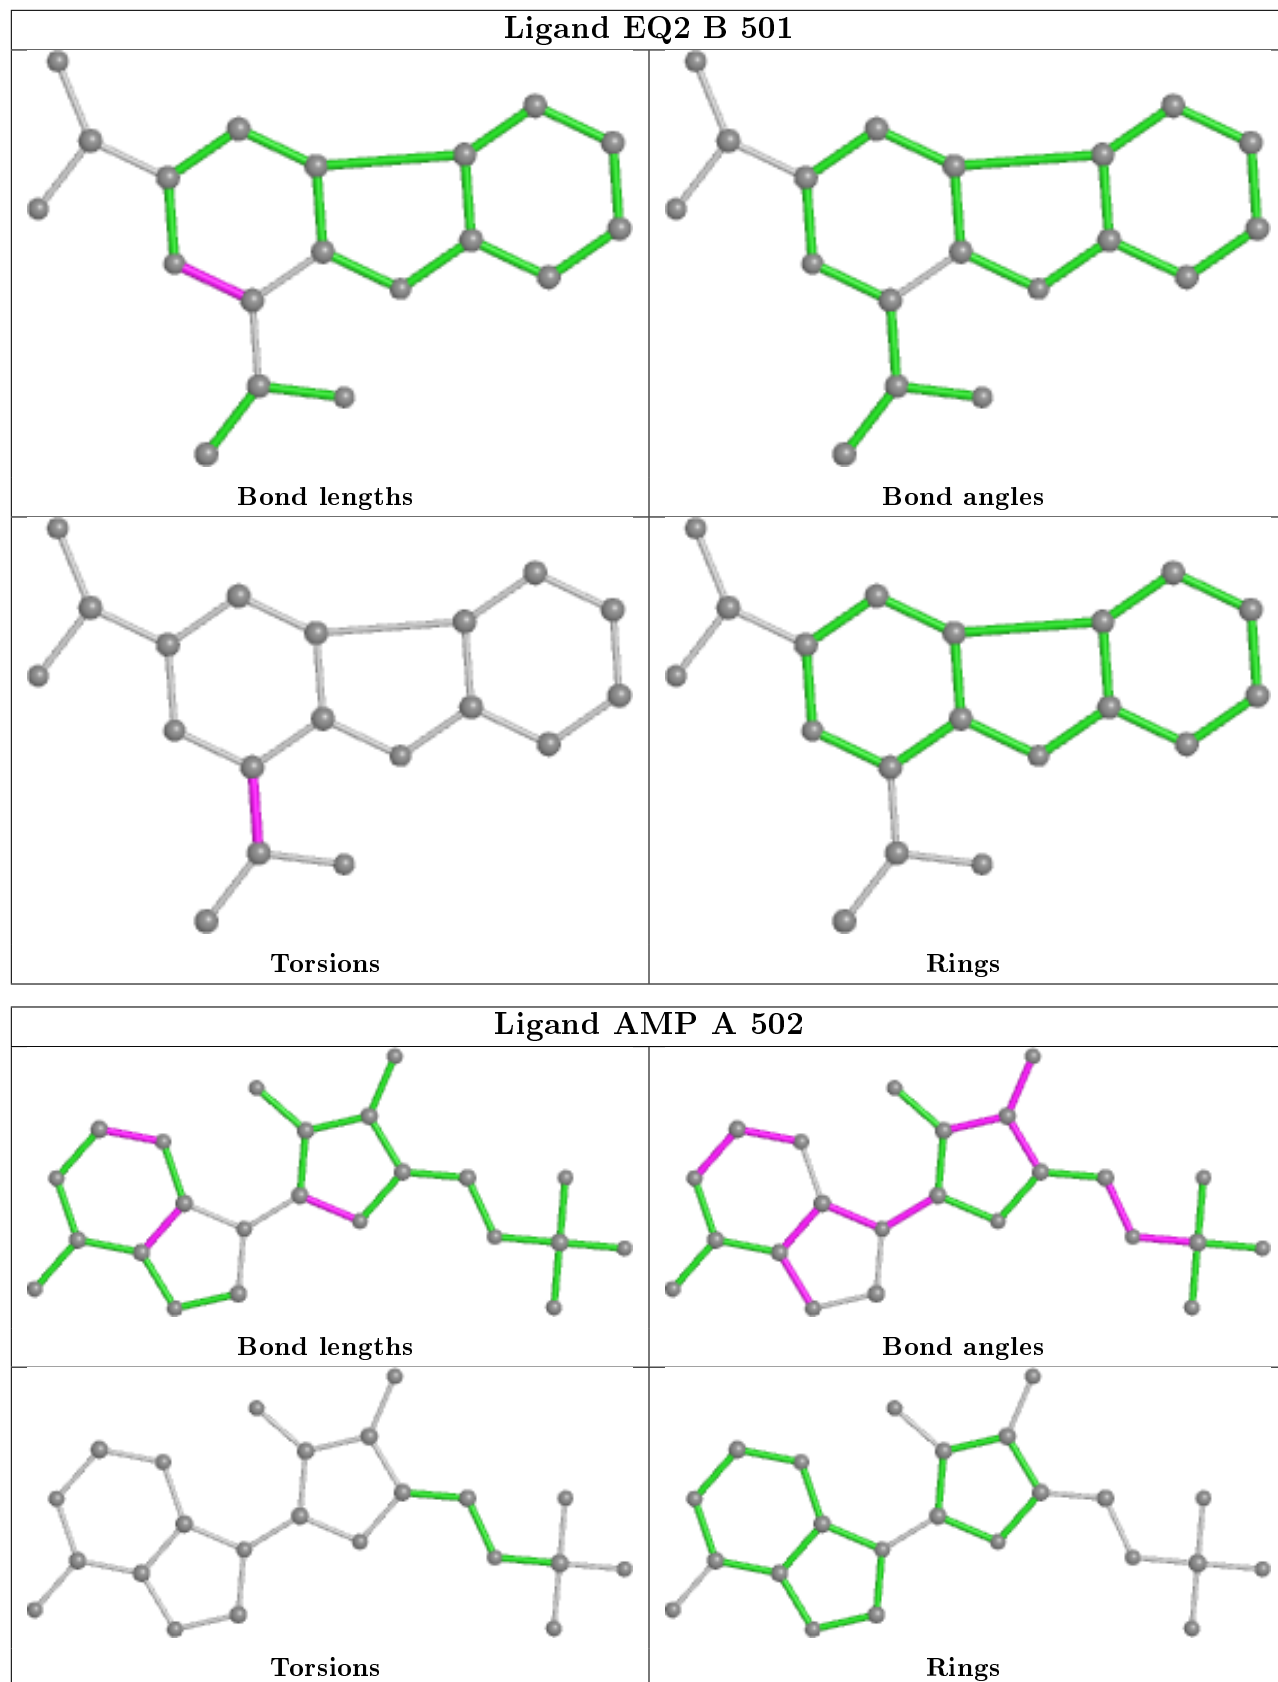 Ligand EQ2 B 501
Bond lengths
Bond angles
Torsions
Rings
Ligand AMP A 502
Bond lengths
Bond angles
Torsions
Rings